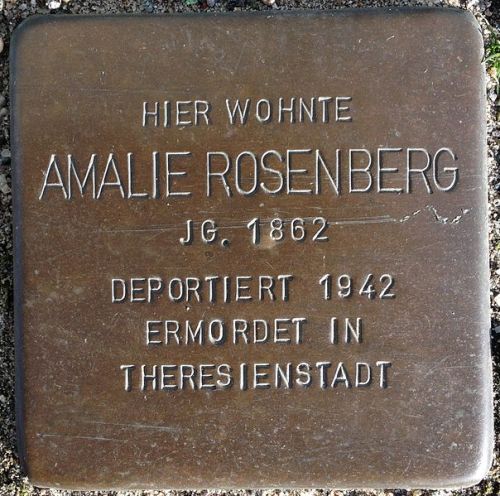 HIER WOHNTE
AMALIE ROSENBERG
JG. 1862
DEPORTIERT 1942
ERMORDET IN
THERESIENSTADT